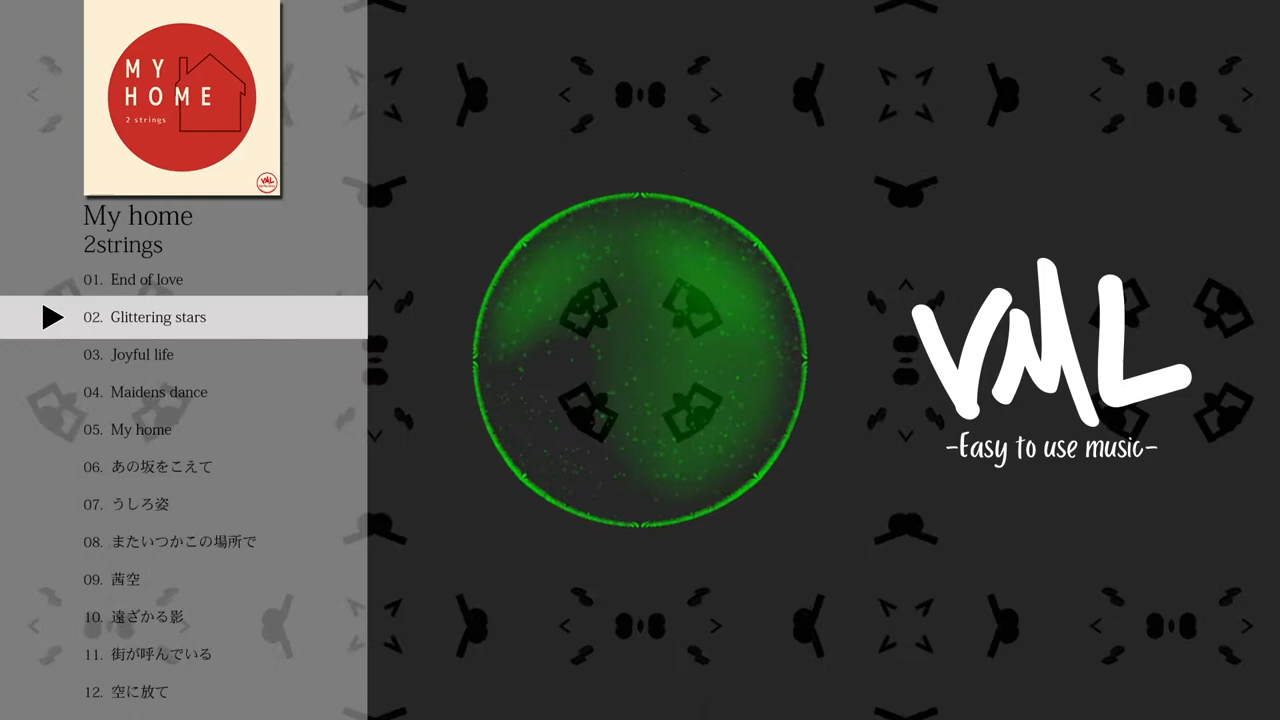 MY
HOME
2 strings
VML
My home
2strings
01. End of love
02. Glittering stars
03. Joyful life
04. Maidens dance
05. My home
06. あの坂をこえて
07. うしろ姿
08. またいつかこの場所で
09. 茜空
10. 遠ざかる影
11. 街が呼んでいる
12. 空に放て
VML
-Easy to use music-